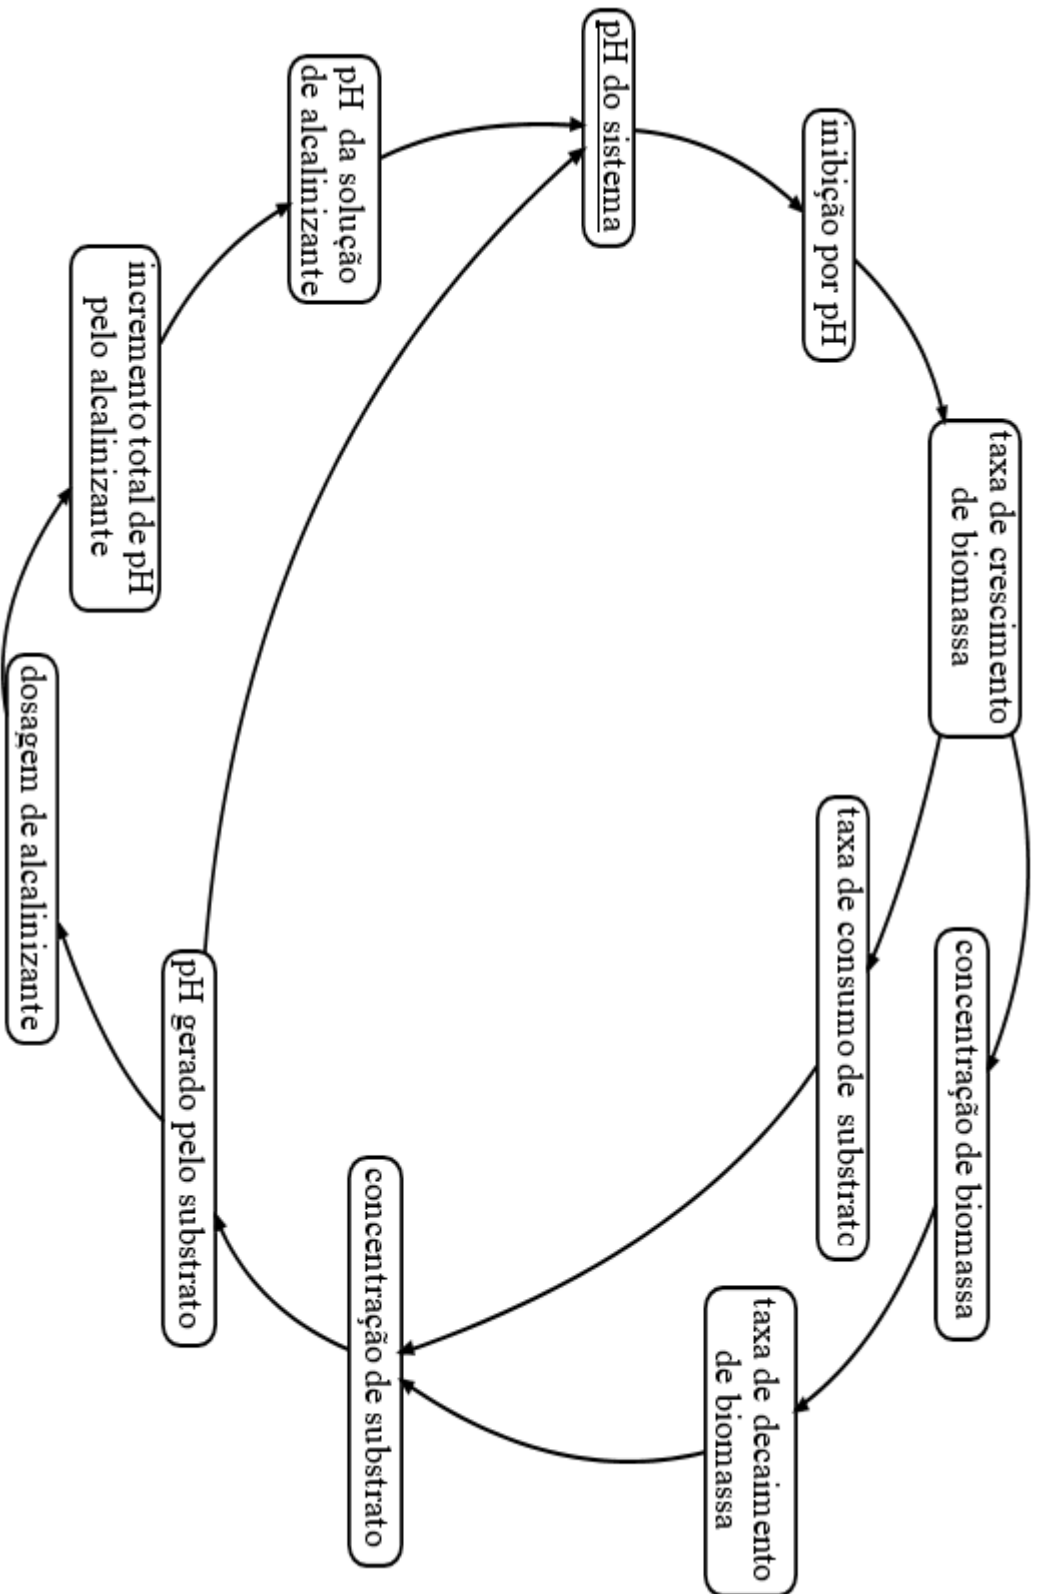 pH do sistema
inibição por pH
taxa de crescimento
de biomassa
concentração de biomassa
taxa de consumo de substratc
taxa de decaimento
de biomassa
concentração de substrato
pH gerado pelo substrato
dosagem de alcalinizante
incremento total de pH
pelo alcalinizante
pH da solução
de alcalinizante